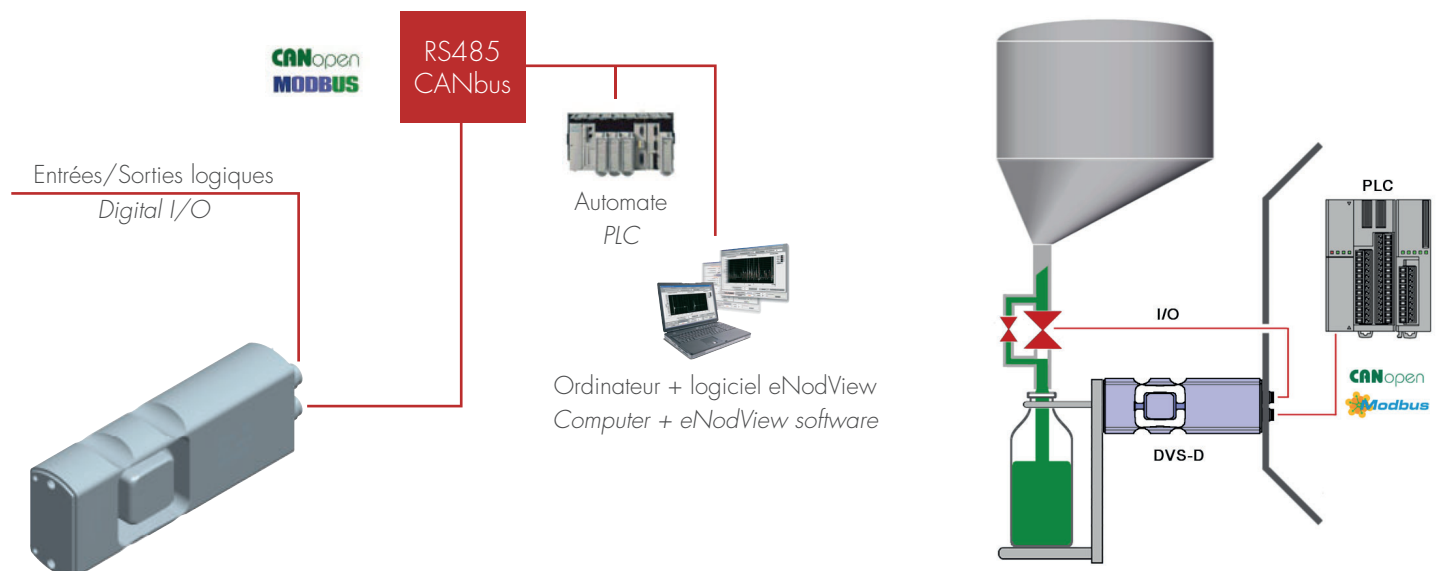 CANopen
MODBUS
RS485
CANbus
Entrées/Sorties logiques
Digital I/O
Automate
PLC
Ordinateur + logiciel eNodView
Computer + eNodView software
PLC
I/O
CANopen
Modbus
DVS-D